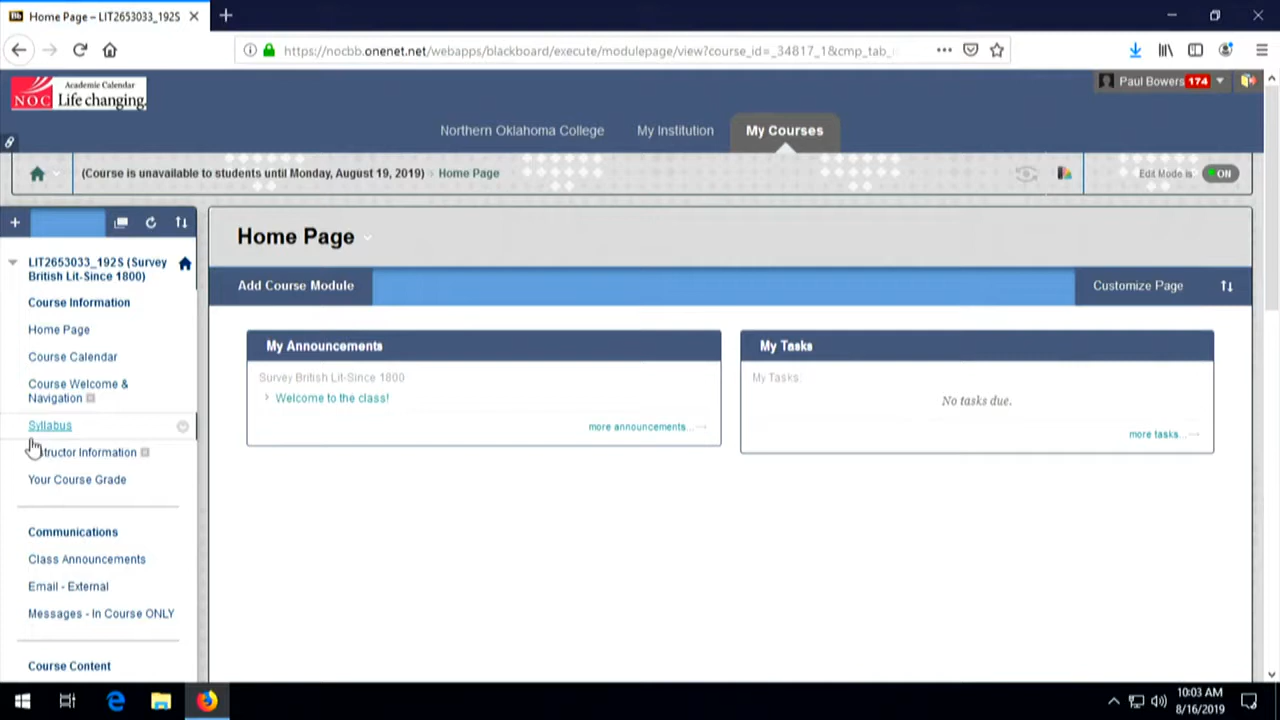 Home Page – LIT2653033_192S
https://nocbb.onenet.net/webapps/blackboard/execute/modulepage/view?course_id=_34817_1&cmp_tab_
Academic Calendar
NOC Life changing.
Paul Bowers 174
Northern Oklahoma College My Institution My Courses
(Course is unavailable to students until Monday, August 19, 2019) Home Page Edit Mode is: ON
LIT2653033_192S (Survey
British Lit-Since 1800)
Course Information
Home Page
Course Calendar
Course Welcome &
Navigation
Syllabus
structor Information
Your Course Grade
Communications
Class Announcements
Email - External
Messages - In Course ONLY
Course Content
Home Page
Add Course Module Customize Page
My Announcements
Survey British Lit-Since 1800
Welcome to the class!
more announcements...
My Tasks
My Tasks:
No tasks due.
more tasks...
10:03 AM
8/16/2019